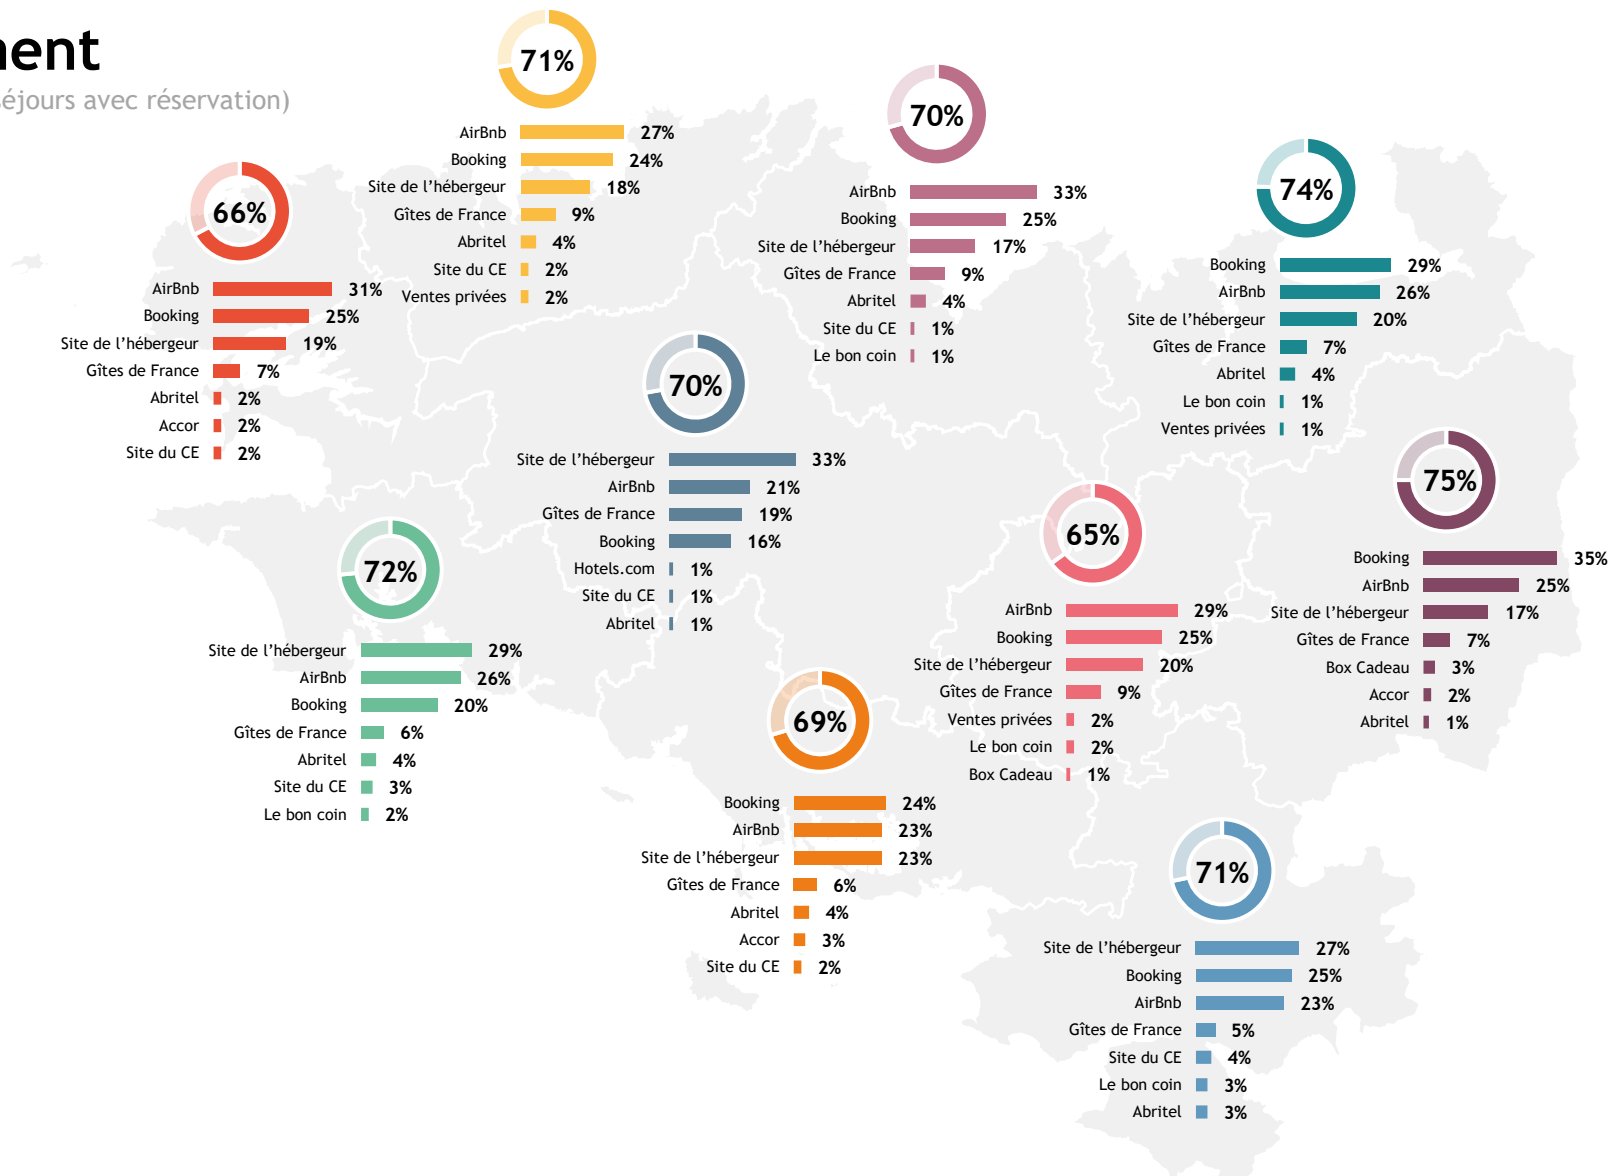 ment
séjours avec réservation)
71%
AirBnb 27%
Booking 24%
Site de l'hébergeur 18%
Gîtes de France 9%
Abritel 4%
Site du CE 2%
Ventes privées 2%
70%
AirBnb 33%
Booking 25%
Site de l'hébergeur 17%
Gîtes de France 9%
Abritel 4%
Site du CE 1%
Le bon coin 1%
74%
Booking 29%
AirBnb 26%
Site de l'hébergeur 20%
Gîtes de France 7%
Abritel 4%
Le bon coin 1%
Ventes privées 1%
66%
AirBnb 31%
Booking 25%
Site de l'hébergeur 19%
Gîtes de France 7%
Abritel 2%
Accor 2%
Site du CE 2%
70%
Site de l'hébergeur 33%
AirBnb 21%
Gîtes de France 19%
Booking 16%
Hotels.com 1%
Site du CE 1%
Abritel 1%
75%
Booking 35%
AirBnb 25%
Site de l'hébergeur 17%
Gîtes de France 7%
Box Cadeau 3%
Accor 2%
Abritel 1%
65%
AirBnb 29%
Booking 25%
Site de l'hébergeur 20%
Gîtes de France 9%
Ventes privées 2%
Le bon coin 2%
Box Cadeau 1%
72%
Site de l'hébergeur 29%
AirBnb 26%
Booking 20%
Gîtes de France 6%
Abritel 4%
Site du CE 3%
Le bon coin 2%
69%
Booking 24%
AirBnb 23%
Site de l'hébergeur 23%
Gîtes de France 6%
Abritel 4%
Accor 3%
Site du CE 2%
71%
Site de l'hébergeur 27%
Booking 25%
AirBnb 23%
Gîtes de France 5%
Site du CE 4%
Le bon coin 3%
Abritel 3%